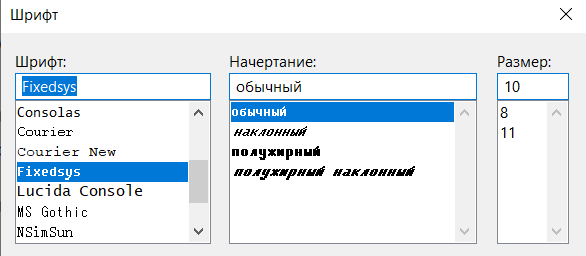 Шрифт
Шрифт:
Fixedsys
Consolas
Courier
Courier New
Fixedsys
Lucida Console
MS Gothic
NSimSun
Начертание:
обычный
обычный
наклонный
полужирный
полужирный наклонный
Размер:
10
8
11